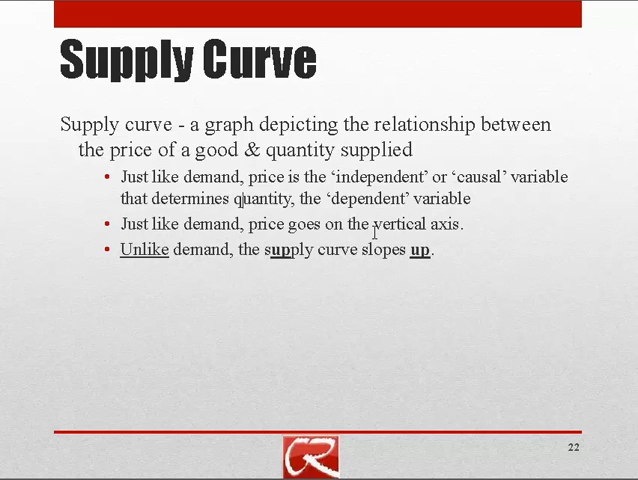 Supply Curve
Supply curve - a graph depicting the relationship between
the price of a good & quantity supplied
• Just like demand, price is the ‘independent’ or ‘causal’ variable
that determines quantity, the ‘dependent’ variable
• Just like demand, price goes on the vertical axis.
• Unlike demand, the supply curve slopes up.
22